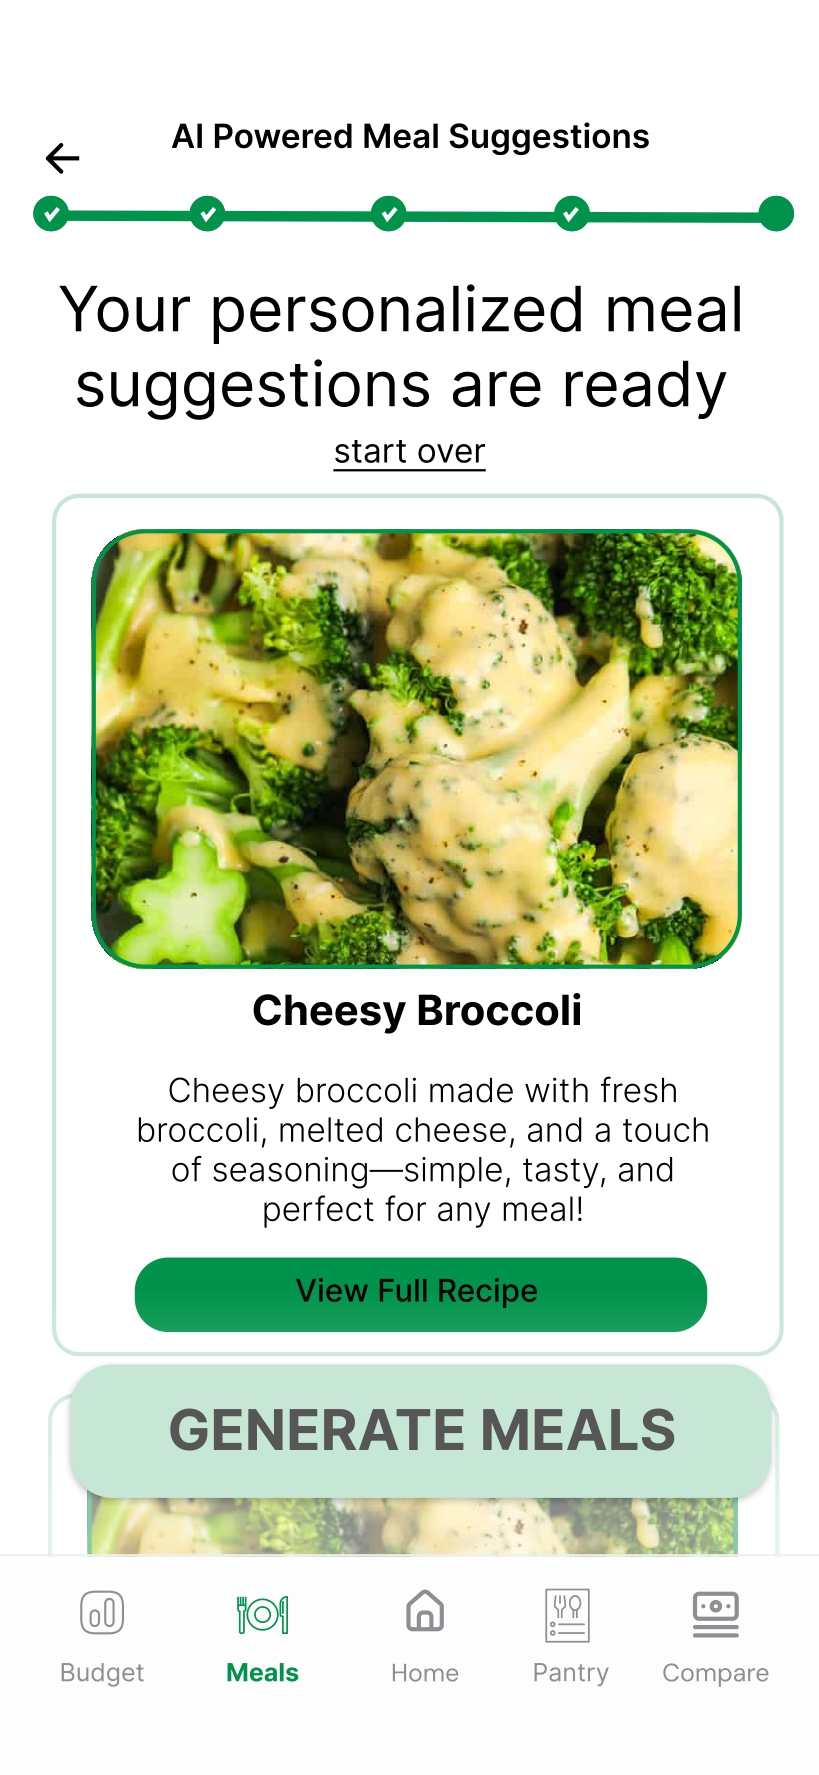 AI Powered Meal Suggestions
Your personalized meal
suggestions are ready
start over
Cheesy Broccoli
Cheesy broccoli made with fresh
broccoli, melted cheese, and a touch
of seasoning—simple, tasty, and
perfect for any meal!
View Full Recipe
GENERATE MEALS
Budget
Meals
Home
Pantry
Compare